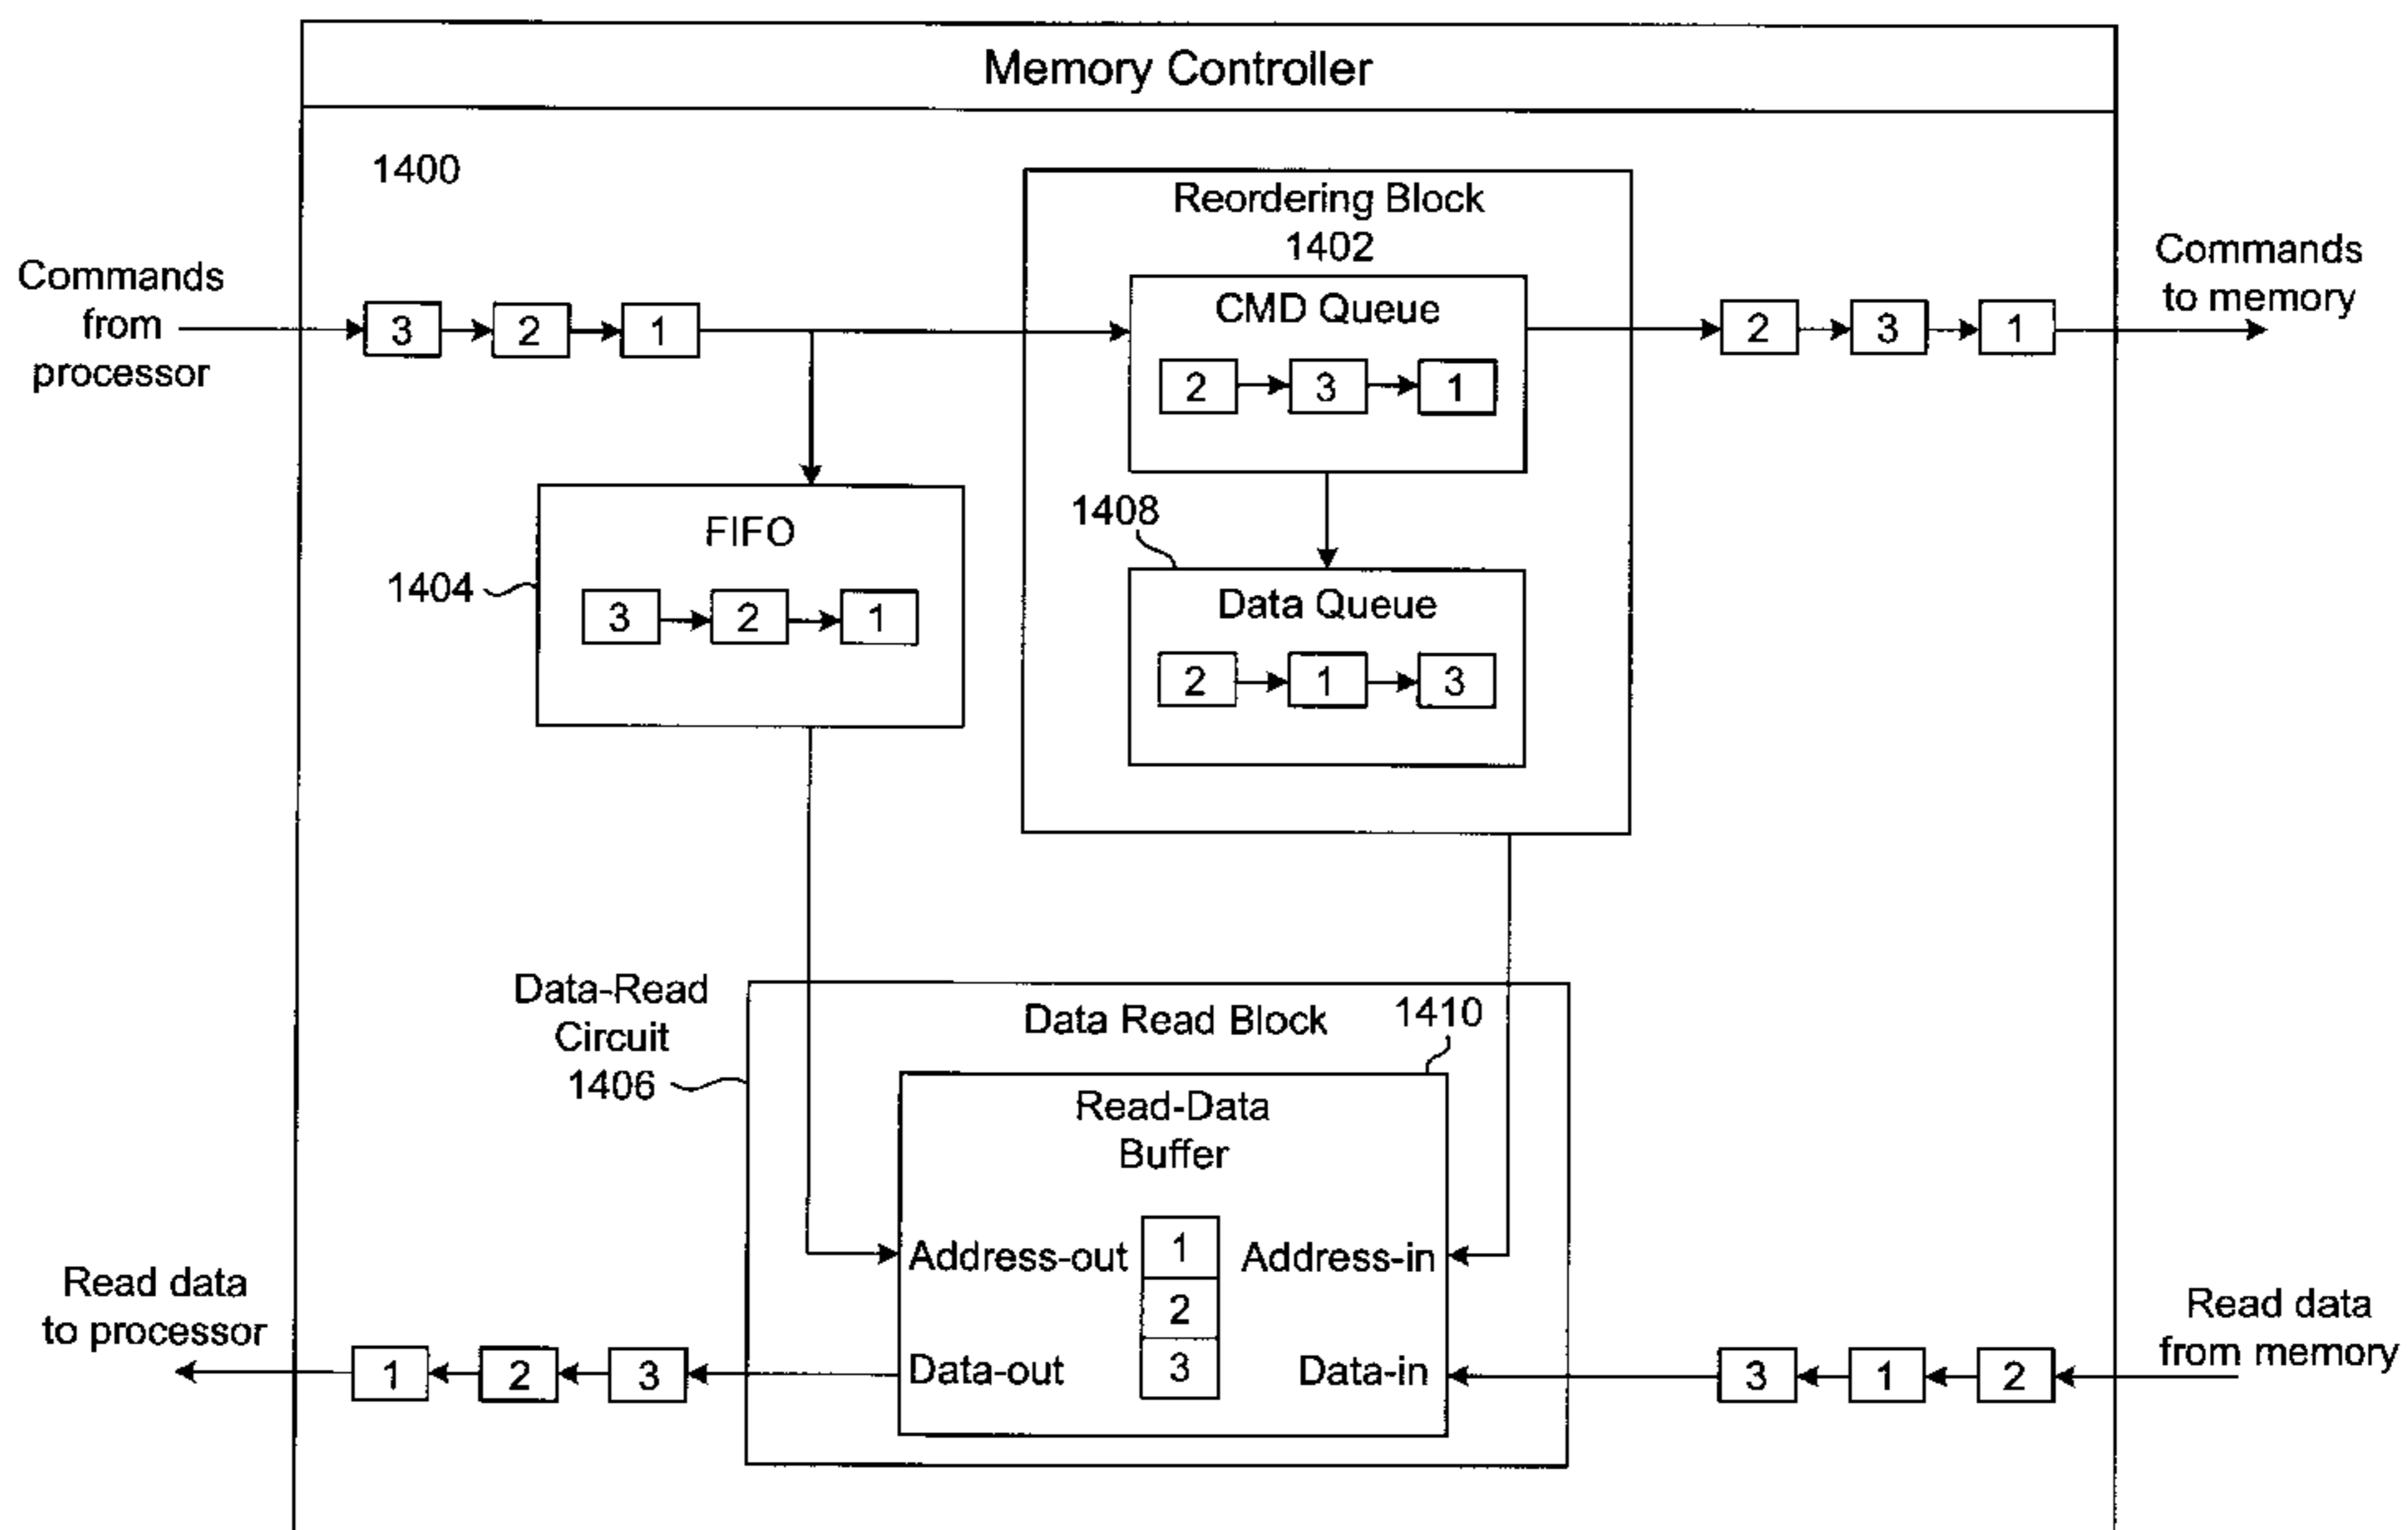 Memory Controller
1400
Reordering Block
1402
Commands
from
processor
3 2 1
CMD Queue
2 3 1
2 3 1
Commands
to memory
FIFO
1404
3 2 1
1408
Data Queue
2 1 3
Data-Read
Circuit
1406
Data Read Block
1410
Read-Data
Buffer
Address-out
1
Address-in
2
Data-out
3
Data-in
Read data
to processor
1 2 3
3 1 2
Read data
from memory